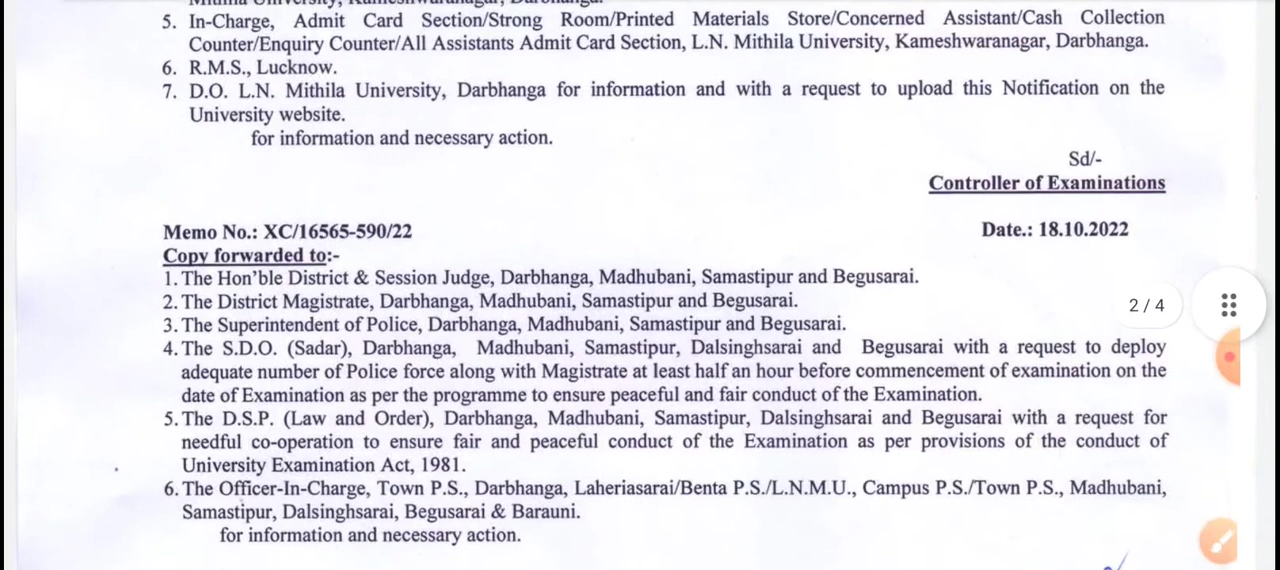 Mithila University, Kameshwaranagar, Darbhanga.
5. In-Charge, Admit Card Section/Strong Room/Printed Materials Store/Concerned Assistant/Cash Collection
Counter/Enquiry Counter/All Assistants Admit Card Section, L.N. Mithila University, Kameshwaranagar, Darbhanga.
6. R.M.S., Lucknow.
7. D.O. L.N. Mithila University, Darbhanga for information and with a request to upload this Notification on the
University website.
for information and necessary action.
Sd/-
Controller of Examinations
Memo No.: XC/16565-590/22 Date.: 18.10.2022
Copy forwarded to:-
1. The Hon'ble District & Session Judge, Darbhanga, Madhubani, Samastipur and Begusarai.
2. The District Magistrate, Darbhanga, Madhubani, Samastipur and Begusarai.
2 / 4
3. The Superintendent of Police, Darbhanga, Madhubani, Samastipur and Begusarai.
4. The S.D.O. (Sadar), Darbhanga, Madhubani, Samastipur, Dalsinghsarai and Begusarai with a request to deploy
adequate number of Police force along with Magistrate at least half an hour before commencement of examination on the
date of Examination as per the programme to ensure peaceful and fair conduct of the Examination.
5. The D.S.P. (Law and Order), Darbhanga, Madhubani, Samastipur, Dalsinghsarai and Begusarai with a request for
needful co-operation to ensure fair and peaceful conduct of the Examination as per provisions of the conduct of
University Examination Act, 1981.
6. The Officer-In-Charge, Town P.S., Darbhanga, Laheriasarai/Benta P.S./L.N.M.U., Campus P.S./Town P.S., Madhubani,
Samastipur, Dalsinghsarai, Begusarai & Barauni.
for information and necessary action.